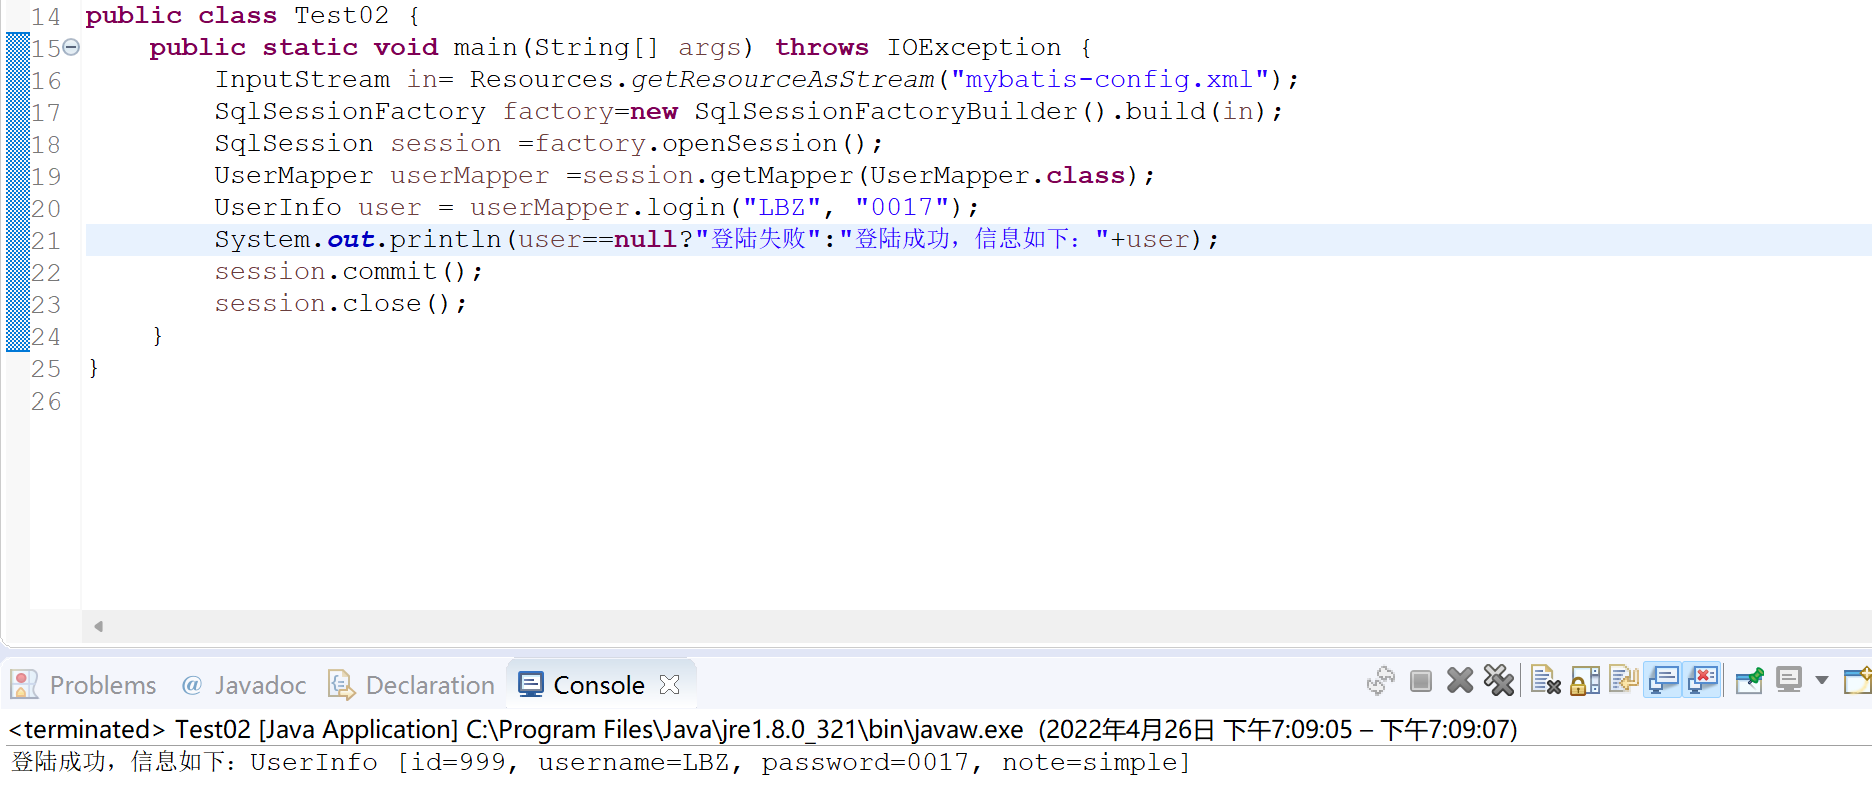 14 public class Test02 {
15 public static void main(String[] args) throws IOException {
16 InputStream in= Resources.getResourceAsStream("mybatis-config.xml");
17 SqlSessionFactory factory=new SqlSessionFactoryBuilder().build(in);
18 SqlSession session =factory.openSession();
19 UserMapper userMapper =session.getMapper(UserMapper.class);
20 UserInfo user = userMapper.login("LBZ", "0017");
21 System.out.println(user==null?"登陆失败":"登陆成功，信息如下："+user);
22 session.commit();
23 session.close();
24 }
25 }
26
Problems @ Javadoc Declaration Console
<terminated> Test02 [Java Application] C:\Program Files\Java\jre1.8.0_321\bin\javaw.exe (2022年4月26日 下午7:09:05 – 下午7:09:07)
登陆成功，信息如下：UserInfo [id=999, username=LBZ, password=0017, note=simple]